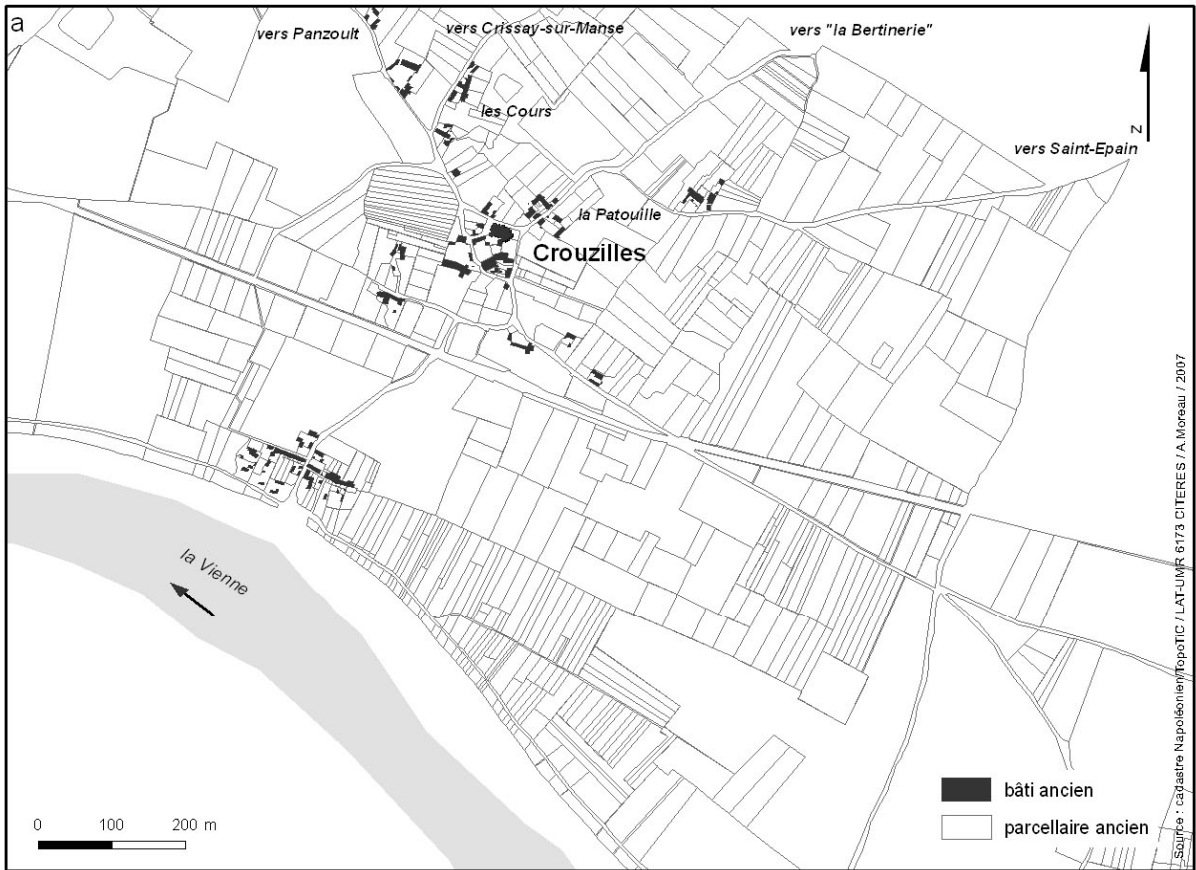 a
vers Panzoult
vers Crissay-sur-Manse
vers "la Bertinerie"
les Cours
N
vers Saint-Epain
la Patouille
Crouzilles
la Vienne
bâti ancien
parcellaire ancien
0 100 200 m
Source : cadastre Napoléonien/TopoTIC / LAT-UMR 6173 CITERES / A.Moreau / 2007